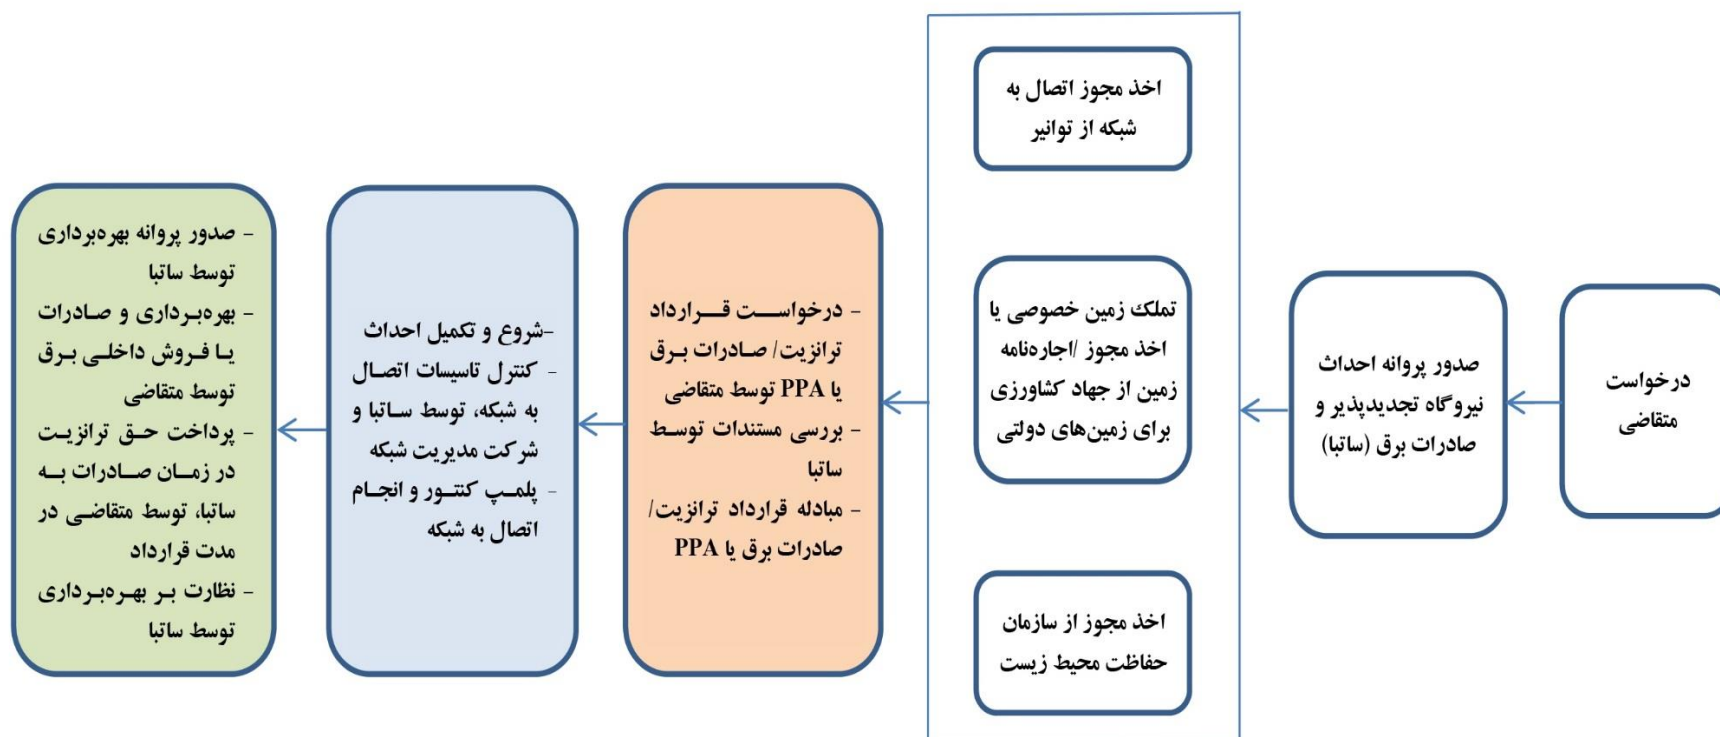 درخواست
متقاضی
صدور پروانه احداث
نیروگاه تجدیدپذیر و
صادرات برق (ساتبا)
اخذ مجوز اتصال به
شبکه از توانیر
تملک زمین خصوصی یا
اخذ مجوز /اجاره‌نامه
زمین از جهاد کشاورزی
برای زمین‌های دولتی
اخذ مجوز از سازمان
حفاظت محیط زیست
- درخواست قرارداد
ترانزیت/ صادرات برق
یا PPA توسط متقاضی
- بررسی مستندات توسط
ساتبا
- مبادله قرارداد ترانزیت/
صادرات برق یا PPA
-شروع و تکمیل احداث
- کنترل تاسیسات اتصال
به شبکه، توسط ساتبا و
شرکت مدیریت شبکه
- پلمپ کنتور و انجام
اتصال به شبکه
- صدور پروانه بهره‌برداری
توسط ساتبا
- بهره‌برداری و صادرات
یا فروش داخلی برق
توسط متقاضی
- پرداخت حق ترانزیت
در زمان صادرات به
ساتبا، توسط متقاضی در
مدت قرارداد
- نظارت بر بهره‌برداری
توسط ساتبا